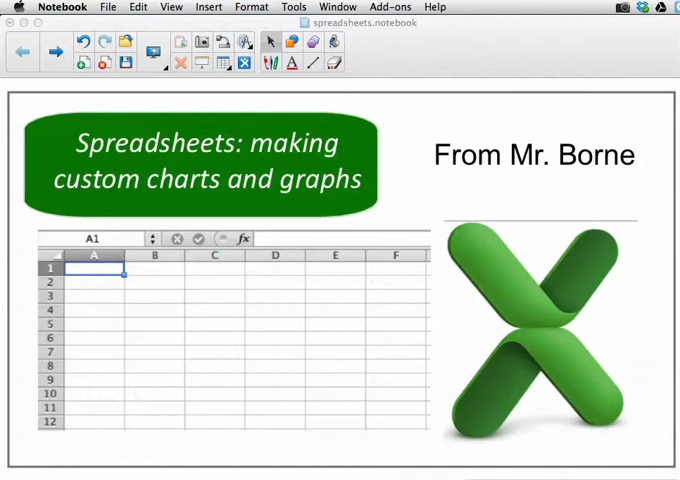 Notebook File Edit View Insert Format Tools Window Add-ons Help
spreadsheets.notebook
Spreadsheets: making
custom charts and graphs
From Mr. Borne
A1 fx
A B C D E F
1
2
3
4
5
6
7
8
9
10
11
12